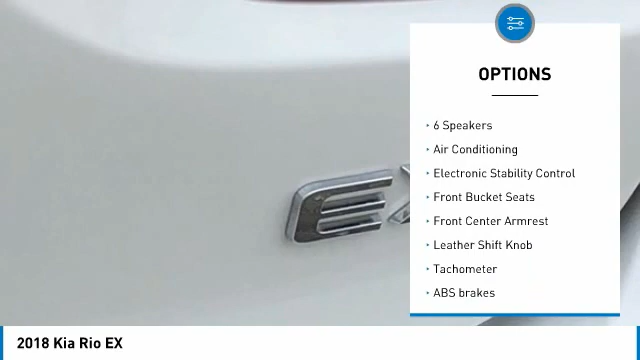 OPTIONS
6 Speakers
Air Conditioning
Electronic Stability Control
Front Bucket Seats
Front Center Armrest
Leather Shift Knob
Tachometer
ABS brakes
E
2018 Kia Rio EX